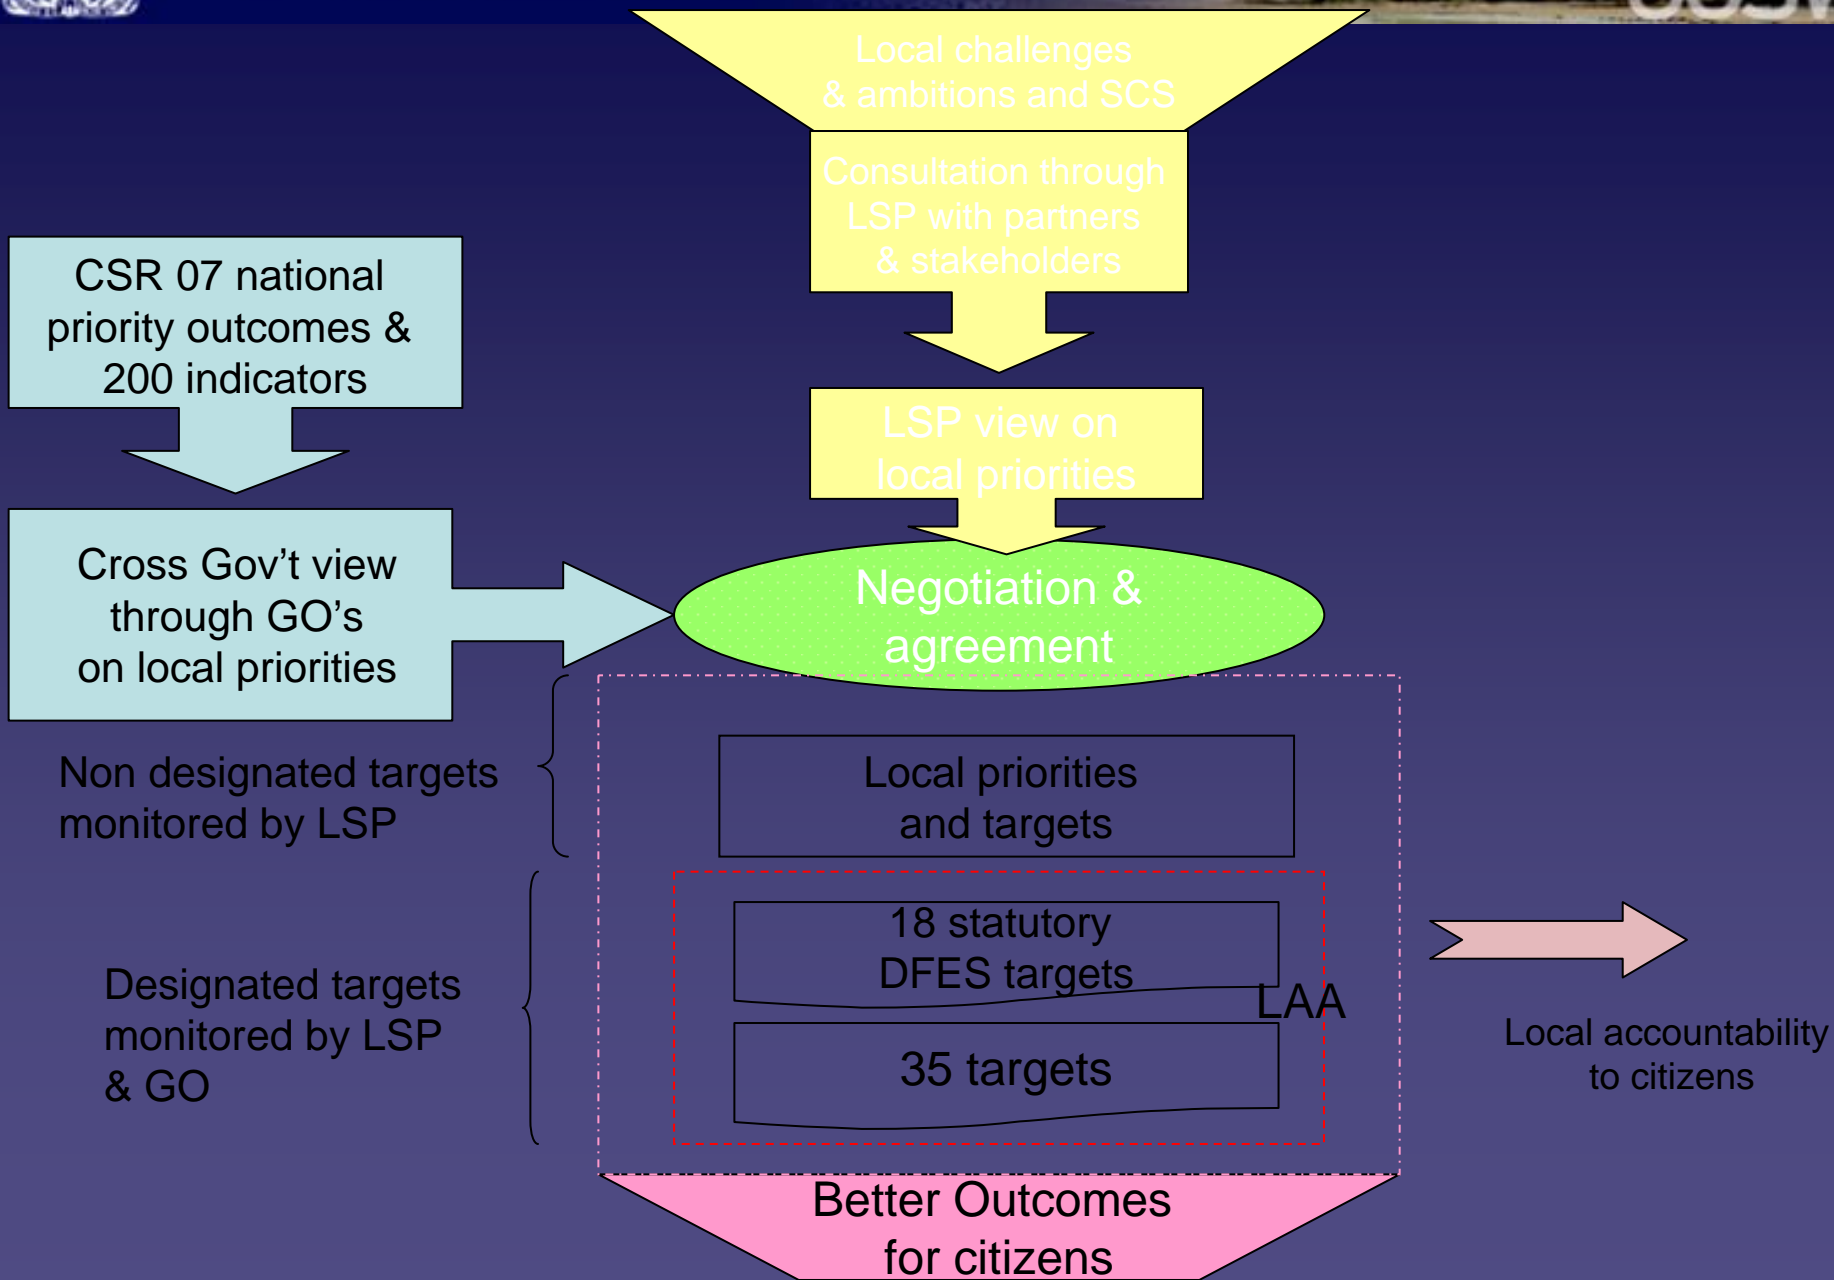 Local challenges
& ambitions and SCS
Consultation through
LSP with partners
& stakeholders
CSR 07 national
priority outcomes &
200 indicators
LSP view on
local priorities
Cross Gov’t view
through GO’s
on local priorities
Negotiation &
agreement
Non designated targets
monitored by LSP
Local priorities
and targets
18 statutory
DFES targets
LAA
Designated targets
monitored by LSP
& GO
35 targets
Local accountability
to citizens
Better Outcomes
for citizens